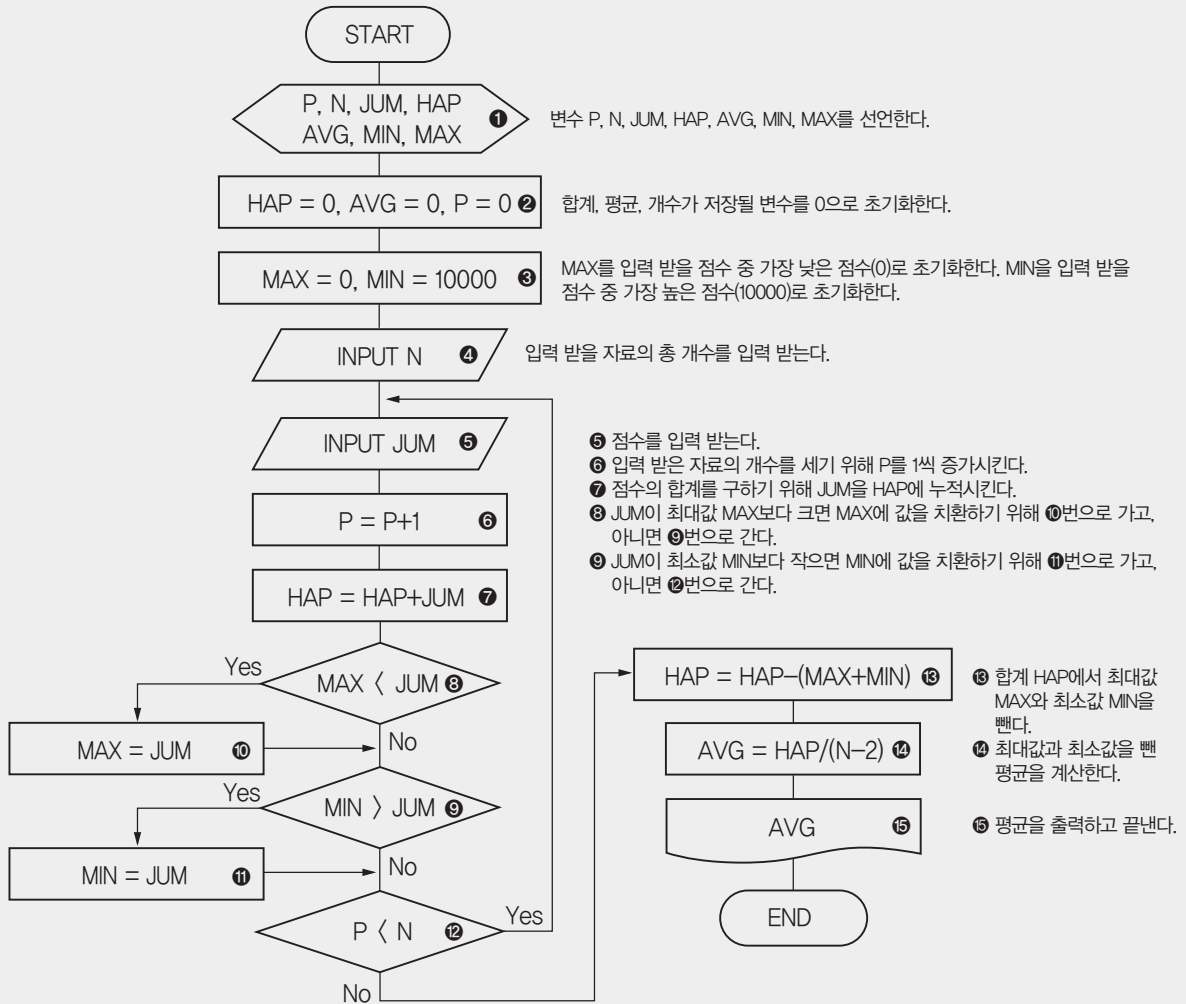 START
P, N, JUM, HAP
AVG, MIN, MAX ❶
변수 P, N, JUM, HAP, AVG, MIN, MAX를 선언한다.
HAP = 0, AVG = 0, P = 0 ❷
합계, 평균, 개수가 저장될 변수를 0으로 초기화한다.
MAX = 0, MIN = 10000 ❸
MAX를 입력 받을 점수 중 가장 낮은 점수(0)로 초기화한다. MIN을 입력 받을
점수 중 가장 높은 점수(10000)로 초기화한다.
INPUT N ❹
입력 받을 자료의 총 개수를 입력 받는다.
INPUT JUM ❺
P = P+1 ❻
HAP = HAP+JUM ❼
❺ 점수를 입력 받는다.
❻ 입력 받은 자료의 개수를 세기 위해 P를 1씩 증가시킨다.
❼ 점수의 합계를 구하기 위해 JUM을 HAP에 누적시킨다.
❽ JUM이 최대값 MAX보다 크면 MAX에 값을 치환하기 위해 ❿번으로 가고,
아니면 ❾번으로 간다.
❾ JUM이 최소값 MIN보다 작으면 MIN에 값을 치환하기 위해 ⓫번으로 가고,
아니면 ⓬번으로 간다.
Yes
MAX 〈 JUM ❽
No
MAX = JUM ❿
Yes
MIN 〉 JUM ❾
No
MIN = JUM ⓫
P 〈 N ⓬
Yes
No
HAP = HAP−(MAX+MIN) ⓭
⓭ 합계 HAP에서 최대값
MAX와 최소값 MIN을
뺀다.
AVG = HAP/(N−2) ⓮
⓮ 최대값과 최소값을 뺀
평균을 계산한다.
AVG ⓯
⓯ 평균을 출력하고 끝낸다.
END